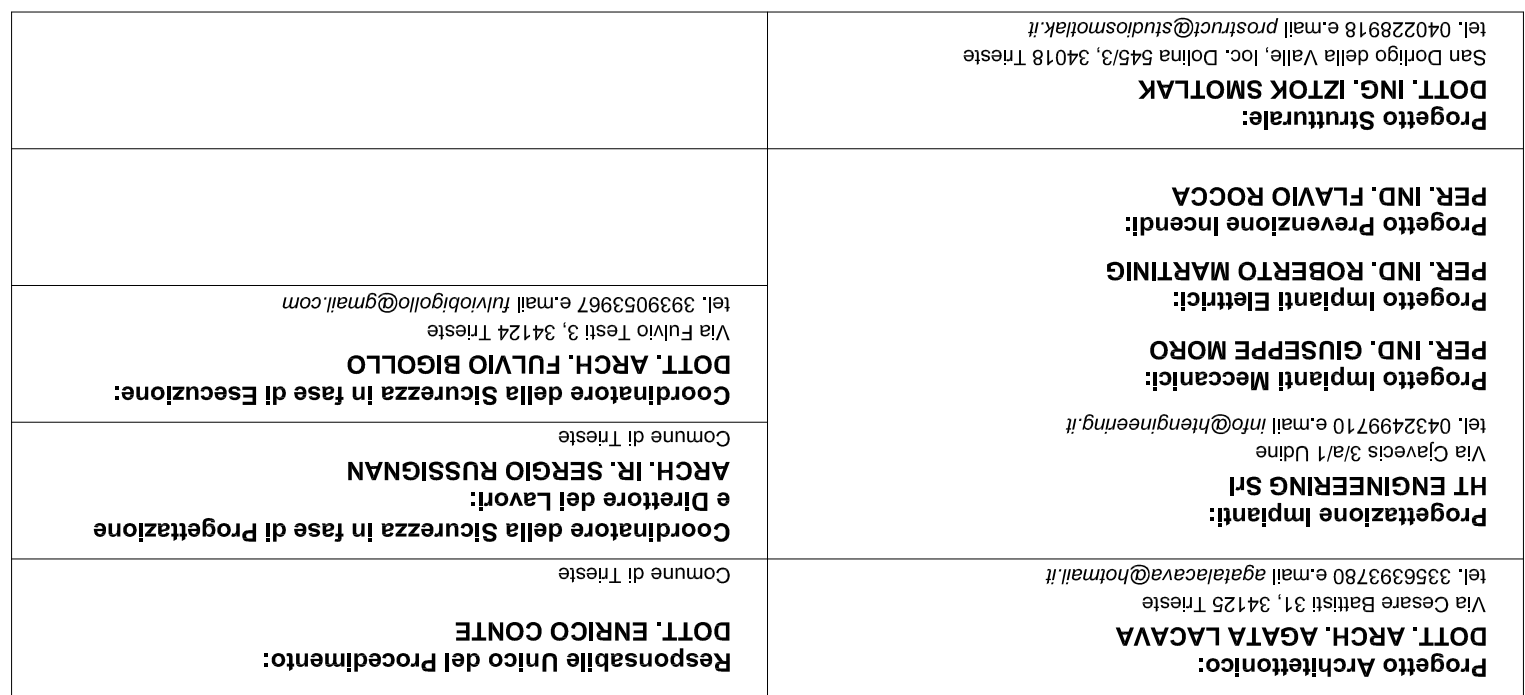 Progetto Architettonico:
DOTT. ARCH. AGATA LACAVA
Via Cesare Battisti 31, 34125 Trieste
tel. 3356393780 e.mail agatalacava@hotmail.it
Progettazione Impianti:
HT ENGINEERING Srl
Via Cjavecis 3/a/1 Udine
tel. 0432499710 e.mail info@htengineering.it
Progetto Impianti Meccanici:
PER. IND. GIUSEPPE MORO
Progetto Impianti Elettrici:
PER. IND. ROBERTO MARTINIG
Progetto Prevenzione Incendi:
PER. IND. FLAVIO ROCCA
Progetto Strutturale:
DOTT. ING. IZTOK SMOTLAK
San Dorligo della Valle, loc. Dolina 545/3, 34018 Trieste
tel. 040228918 e.mail prostruct@studiosmotlak.it
Responsabile Unico del Procedimento:
DOTT. ENRICO CONTE
Comune di Trieste
Coordinatore della Sicurezza in fase di Progettazione
e Direttore dei Lavori:
ARCH. IR. SERGIO RUSSIGNAN
Comune di Trieste
Coordinatore della Sicurezza in fase di Esecuzione:
DOTT. ARCH. FULVIO BIGOLLO
Via Fulvio Testi 3, 34124 Trieste
tel. 3939053967 e.mail fulviobigollo@gmail.com